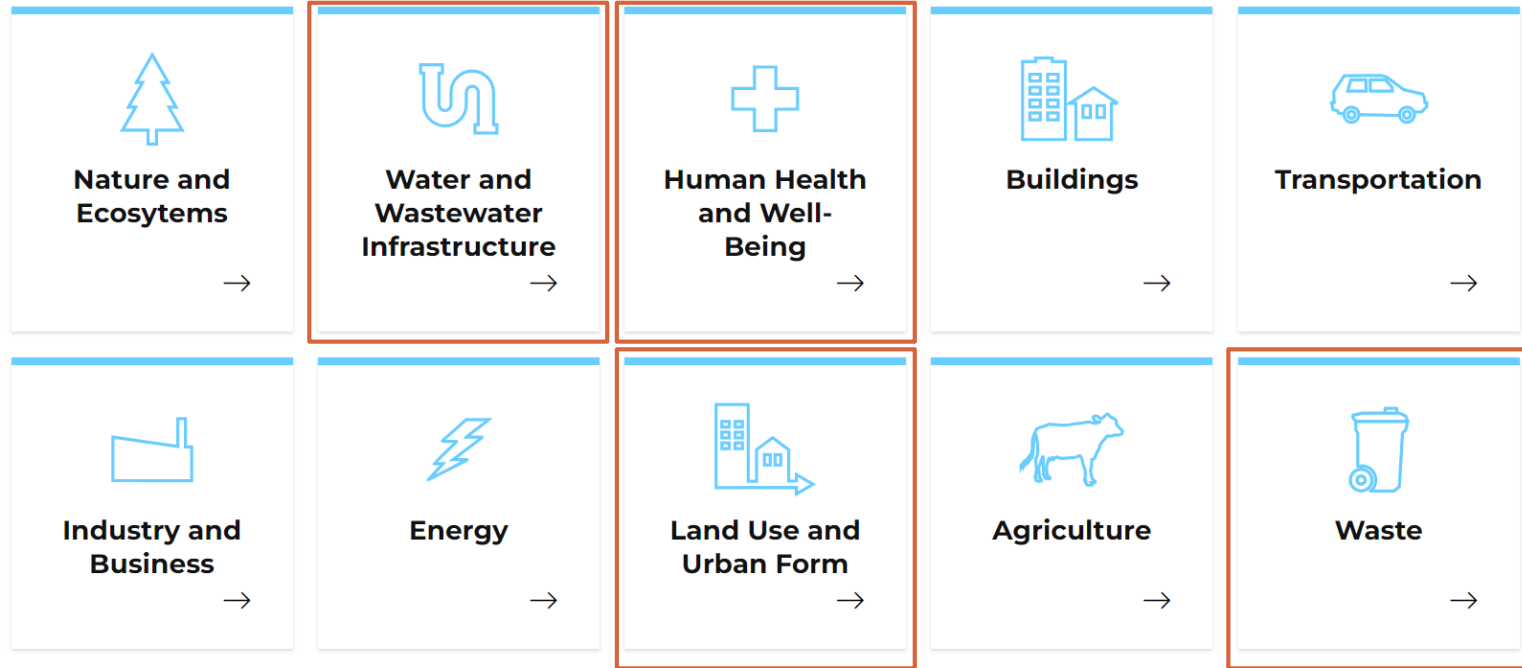 Nature and
Ecosytems
Water and
Wastewater
Infrastructure
Human Health
and Well-
Being
Buildings
Transportation
Industry and
Business
Energy
Land Use and
Urban Form
Agriculture
Waste